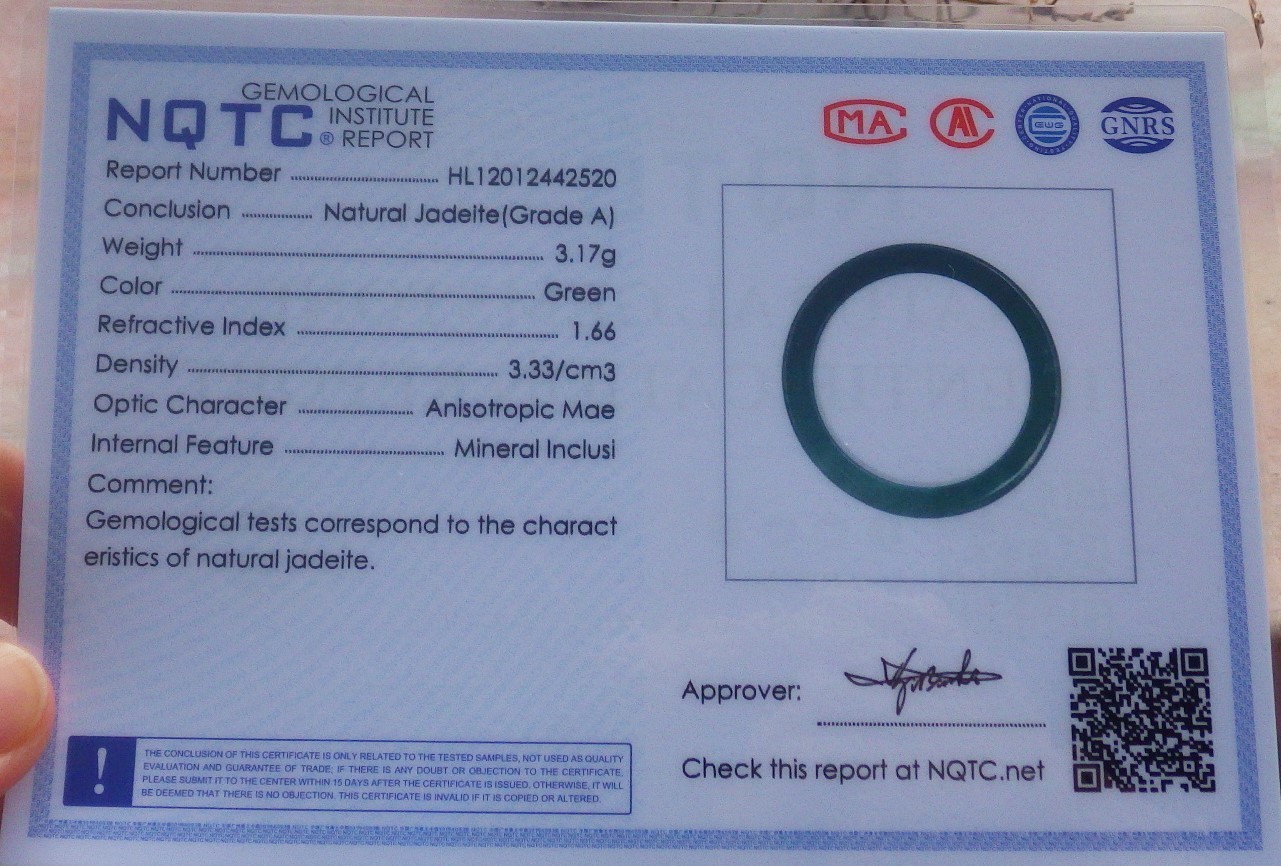 GEMOLOGICAL
NQTC® INSTITUTE
REPORT
MA
CWG
GNRS
Report Number ........................ HL12012442520
Conclusion ........................ Natural Jadeite(Grade A)
Weight ........................ 3.17g
Color ........................ Green
Refractive Index ........................ 1.66
Density ........................ 3.33/cm3
Optic Character ........................ Anisotropic Mae
Internal Feature ........................ Mineral Inclusi
Comment:
Gemological tests correspond to the charact
eristics of natural jadeite.
Approver:
Check this report at NQTC.net
! THE CONCLUSION OF THIS CERTIFICATE IS ONLY RELATED TO THE TESTED SAMPLES, NOT USED AS QUALITY
EVALUATION AND GUARANTEE OF TRADE; IF THERE IS ANY DOUBT OR OBJECTION TO THE CERTIFICATE,
PLEASE SUBMIT IT TO THE CENTER WITHIN 15 DAYS AFTER THE CERTIFICATE IS ISSUED. OTHERWISE, IT WILL
BE DEEMED THAT THERE IS NO OBJECTION. THIS CERTIFICATE IS INVALID IF IT IS COPIED OR ALTERED.